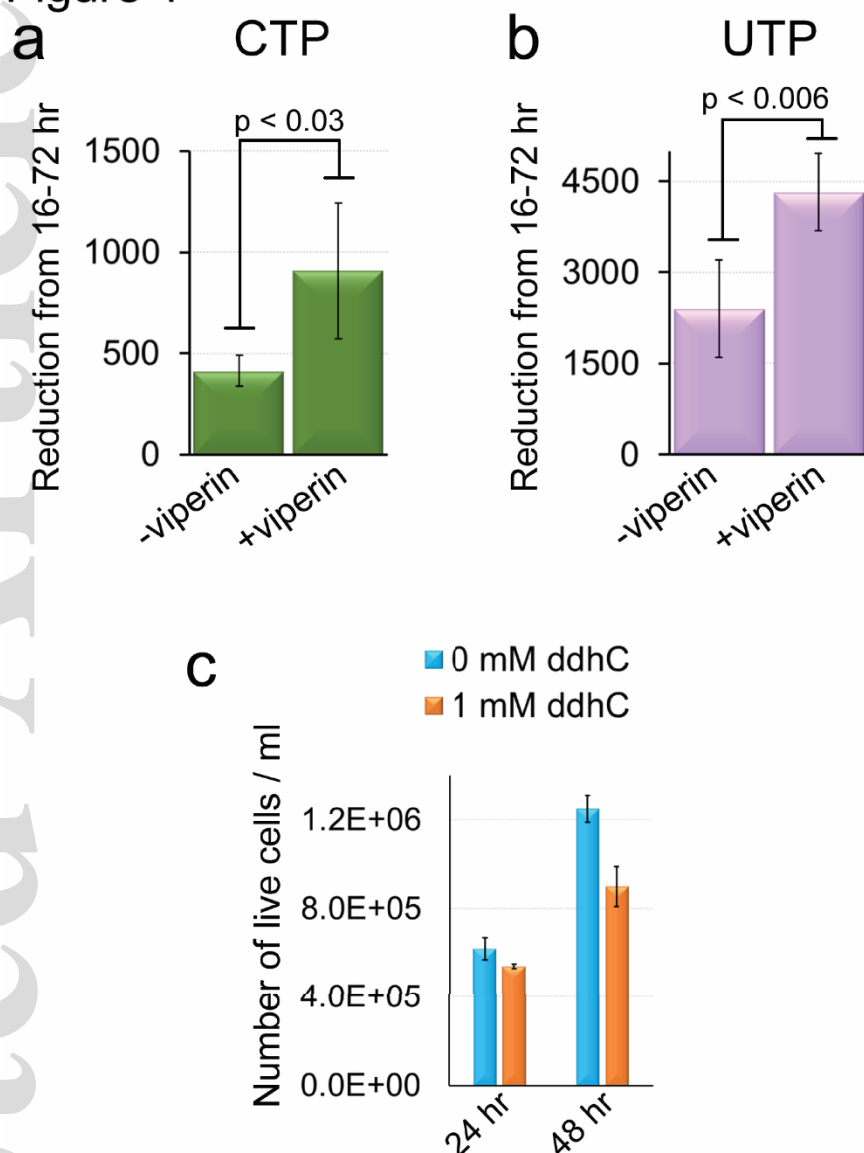 a
CTP
Reduction from 16-72 hr
p < 0.03
1500
1000
500
0
-viperin
+viperin
b
UTP
Reduction from 16-72 hr
p < 0.006
4500
3000
1500
0
-viperin
+viperin
c
0 mM ddhC
1 mM ddhC
Number of live cells / ml
1.2E+06
8.0E+05
4.0E+05
0.0E+00
24 hr
48 hr